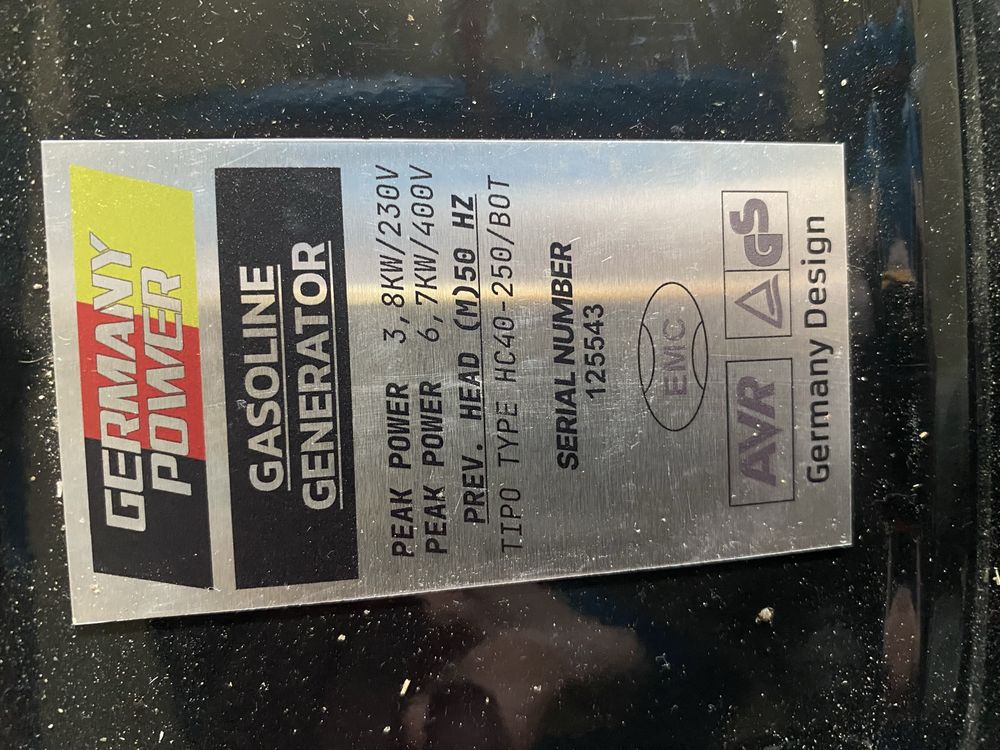 GERMANY
POWER
GASOLINE
GENERATOR
PEAK POWER 3,8KW/230V
PEAK POWER 6,7KW/400V
PREV. HEAD (M)50 HZ
TIPO TYPE HC40-250/BOT
SERIAL NUMBER
125543
EMC
AVR GS
Germany Design